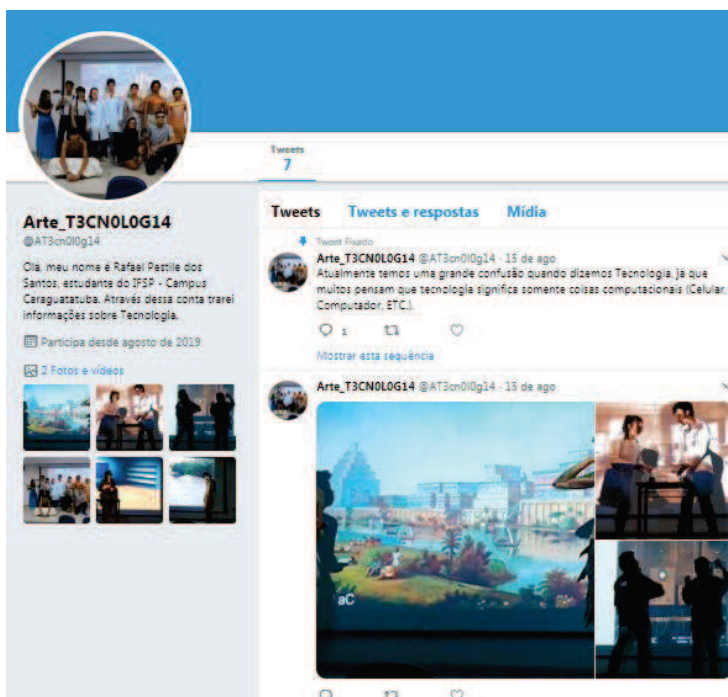 Tweets
7
Arte_T3CN0L0G14
@AT3cn0l0g14
Olá, meu nome é Rafael Pestile dos
Santos, estudante do IFSP - Campus
Caraguatatuba. Através dessa conta trarei
informações sobre Tecnologia.
Participa desde agosto de 2019
2 Fotos e vídeos
Tweets Tweets e respostas Mídia
Tweet Fixado
Arte_T3CN0L0G14 @AT3cn0l0g14 · 15 de ago
Atualmente temos uma grande confusão quando dizemos Tecnologia, já que
muitos pensam que tecnologia significa somente coisas computacionais (Celular,
Computador, ETC.).
1
Mostrar esta sequência
Arte_T3CN0L0G14 @AT3cn0l0g14 · 15 de ago
aC